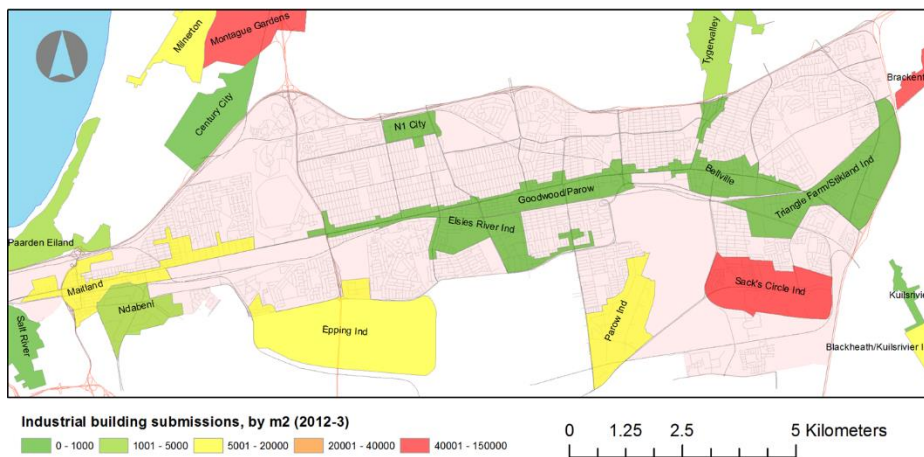 Milnerton
Montague Gardens
Tygervalley
Century City
N1 City
Bellville
Goodwood/Parow
Triangle Farm/Stikland Ind
Elsies River Ind
Paarden Eiland
Maitland
Ndabeni
Sack's Circle Ind
Salt River
Epping Ind
Parow Ind
Blackheath/Kuilsrivier I
Industrial building submissions, by m2 (2012-3)
0 - 1000
1001 - 5000
5001 - 20000
20001 - 40000
40001 - 150000
0 1.25 2.5 5 Kilometers